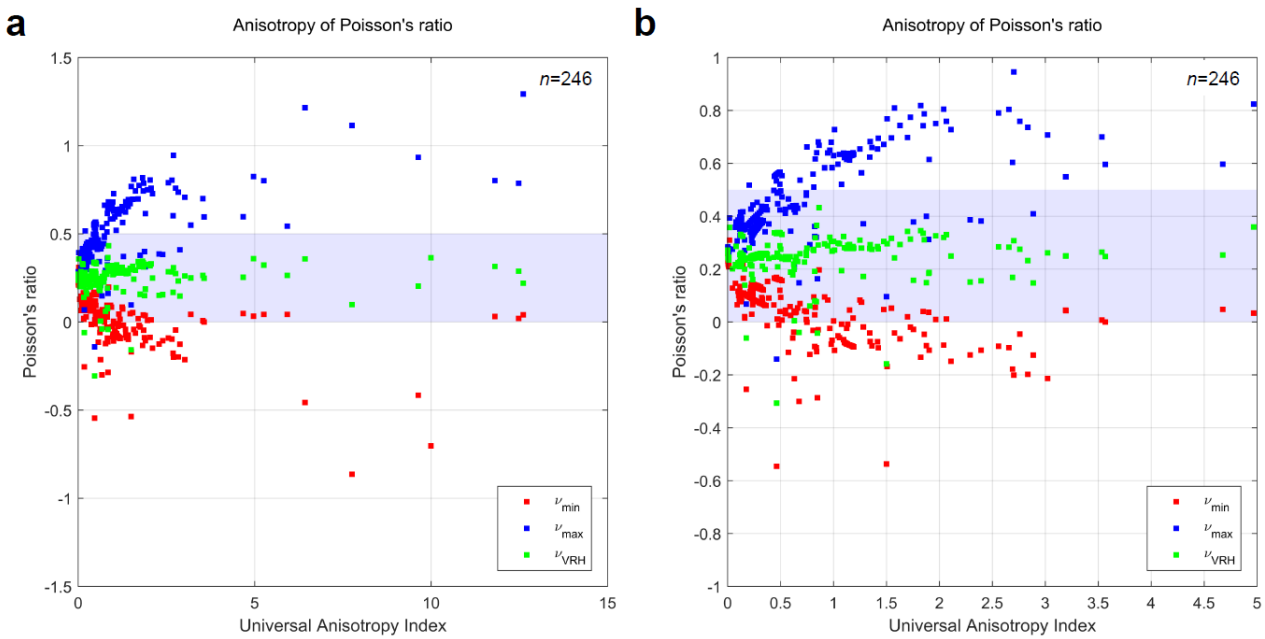 a
Anisotropy of Poisson's ratio
n=246
1.5
1
0.5
0
-0.5
-1
-1.5
Poisson's ratio
0
5
10
15
Universal Anisotropy Index
νmin
νmax
νVRH
b
Anisotropy of Poisson's ratio
n=246
1
0.8
0.6
0.4
0.2
0
-0.2
-0.4
-0.6
-0.8
-1
Poisson's ratio
0
0.5
1
1.5
2
2.5
3
3.5
4
4.5
5
Universal Anisotropy Index
νmin
νmax
νVRH